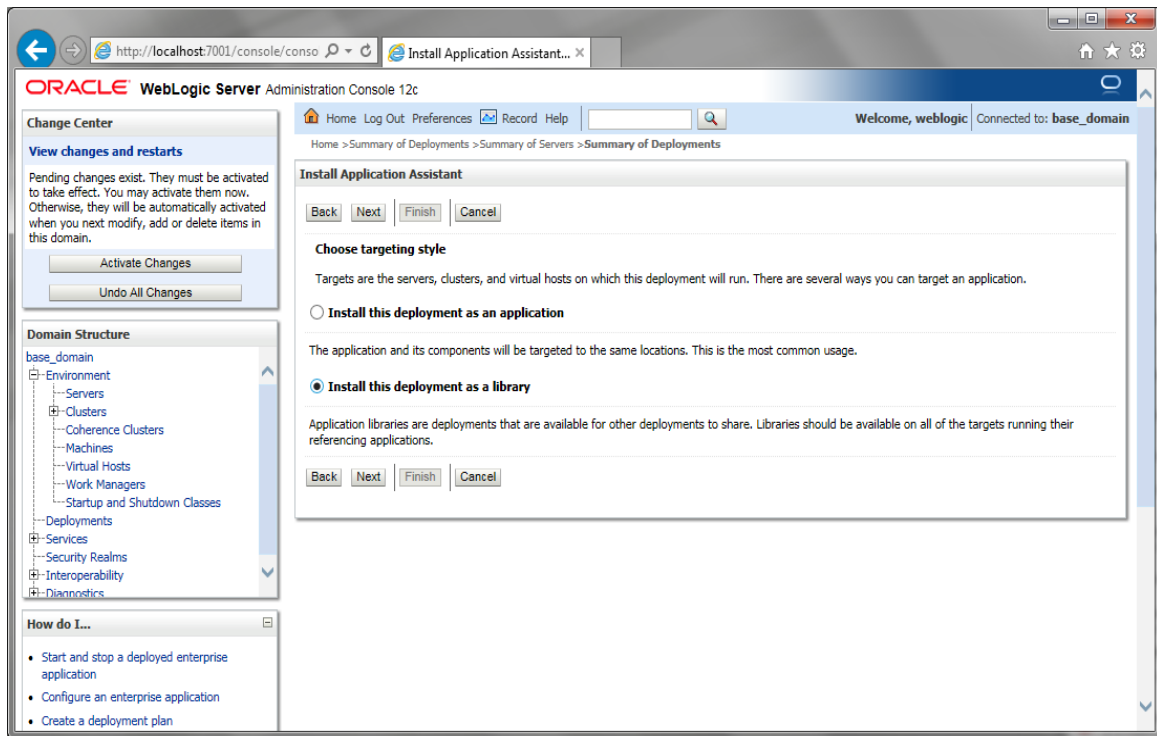 http://localhost:7001/console/conso
Install Application Assistant...
ORACLE WebLogic Server Administration Console 12c
Change Center
View changes and restarts
Pending changes exist. They must be activated
to take effect. You may activate them now.
Otherwise, they will be automatically activated
when you next modify, add or delete items in
this domain.
Activate Changes
Undo All Changes
Domain Structure
base_domain
Environment
Servers
Clusters
Coherence Clusters
Machines
Virtual Hosts
Work Managers
Startup and Shutdown Classes
Deployments
Services
Security Realms
Interoperability
Diagnostics
How do I...
Start and stop a deployed enterprise
application
Configure an enterprise application
Create a deployment plan
Home Log Out Preferences Record Help
Welcome, weblogic Connected to: base_domain
Home >Summary of Deployments >Summary of Servers >Summary of Deployments
Install Application Assistant
Back Next Finish Cancel
Choose targeting style
Targets are the servers, clusters, and virtual hosts on which this deployment will run. There are several ways you can target an application.
Install this deployment as an application
The application and its components will be targeted to the same locations. This is the most common usage.
Install this deployment as a library
Application libraries are deployments that are available for other deployments to share. Libraries should be available on all of the targets running their
referencing applications.
Back Next Finish Cancel